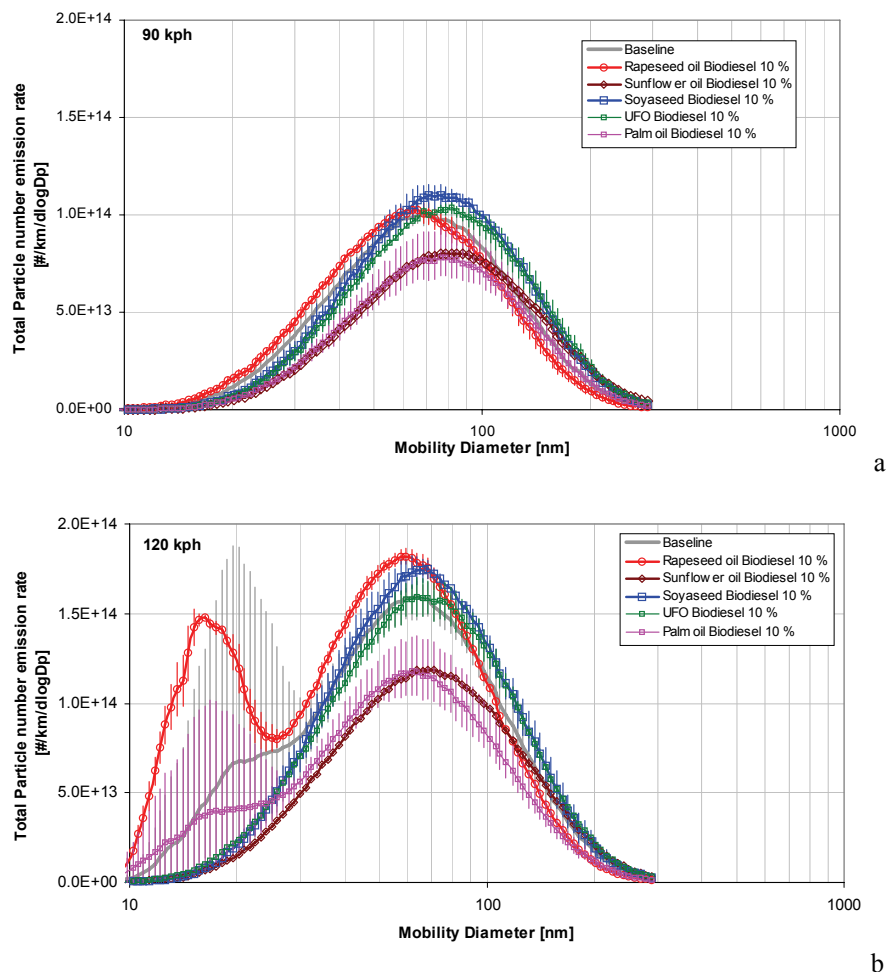 90 kph
2.0E+14
1.5E+14
1.0E+14
5.0E+13
0.0E+00
Total Particle number emission rate
[#/km/dlogDp]
Baseline
Rapeseed oil Biodiesel 10 %
Sunflower oil Biodiesel 10 %
Soyaseed Biodiesel 10 %
UFO Biodiesel 10 %
Palm oil Biodiesel 10 %
10
100
1000
Mobility Diameter [nm]
a
120 kph
2.0E+14
1.5E+14
1.0E+14
5.0E+13
0.0E+00
Total Particle number emission rate
[#/km/dlogDp]
Baseline
Rapeseed oil Biodiesel 10 %
Sunflower oil Biodiesel 10 %
Soyaseed Biodiesel 10 %
UFO Biodiesel 10 %
Palm oil Biodiesel 10 %
10
100
1000
Mobility Diameter [nm]
b